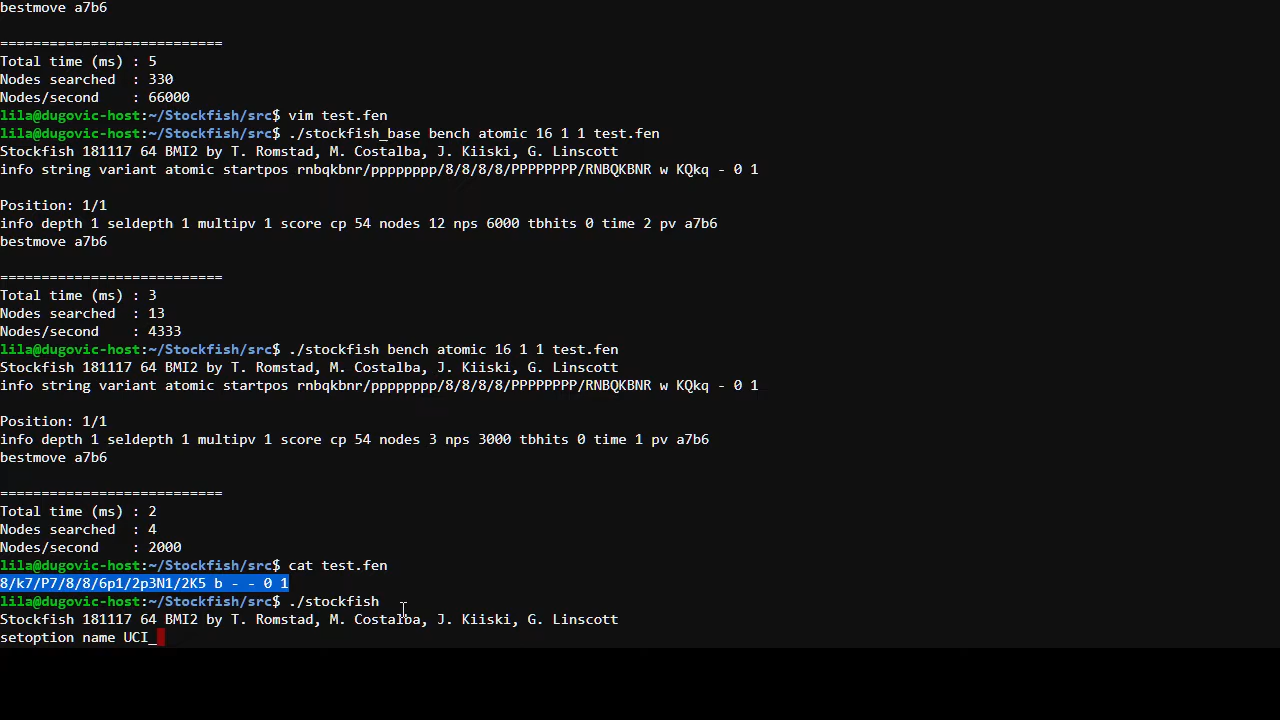 bestmove a7b6
===========================
Total time (ms) : 5
Nodes searched  : 330
Nodes/second    : 66000
lila@dugovic-host:~/Stockfish/src$ vim test.fen
lila@dugovic-host:~/Stockfish/src$ ./stockfish_base bench atomic 16 1 1 test.fen
Stockfish 181117 64 BMI2 by T. Romstad, M. Costalba, J. Kiiski, G. Linscott
info string variant atomic startpos rnbqkbnr/pppppppp/8/8/8/8/PPPPPPPP/RNBQKBNR w KQkq - 0 1
Position: 1/1
info depth 1 seldepth 1 multipv 1 score cp 54 nodes 12 nps 6000 tbhits 0 time 2 pv a7b6
bestmove a7b6
===========================
Total time (ms) : 3
Nodes searched  : 13
Nodes/second    : 4333
lila@dugovic-host:~/Stockfish/src$ ./stockfish bench atomic 16 1 1 test.fen
Stockfish 181117 64 BMI2 by T. Romstad, M. Costalba, J. Kiiski, G. Linscott
info string variant atomic startpos rnbqkbnr/pppppppp/8/8/8/8/PPPPPPPP/RNBQKBNR w KQkq - 0 1
Position: 1/1
info depth 1 seldepth 1 multipv 1 score cp 54 nodes 3 nps 3000 tbhits 0 time 1 pv a7b6
bestmove a7b6
===========================
Total time (ms) : 2
Nodes searched  : 4
Nodes/second    : 2000
lila@dugovic-host:~/Stockfish/src$ cat test.fen
8/k7/P7/8/8/6p1/2p3N1/2K5 b - - 0 1
lila@dugovic-host:~/Stockfish/src$ ./stockfish
Stockfish 181117 64 BMI2 by T. Romstad, M. Costalba, J. Kiiski, G. Linscott
setoption name UCI_